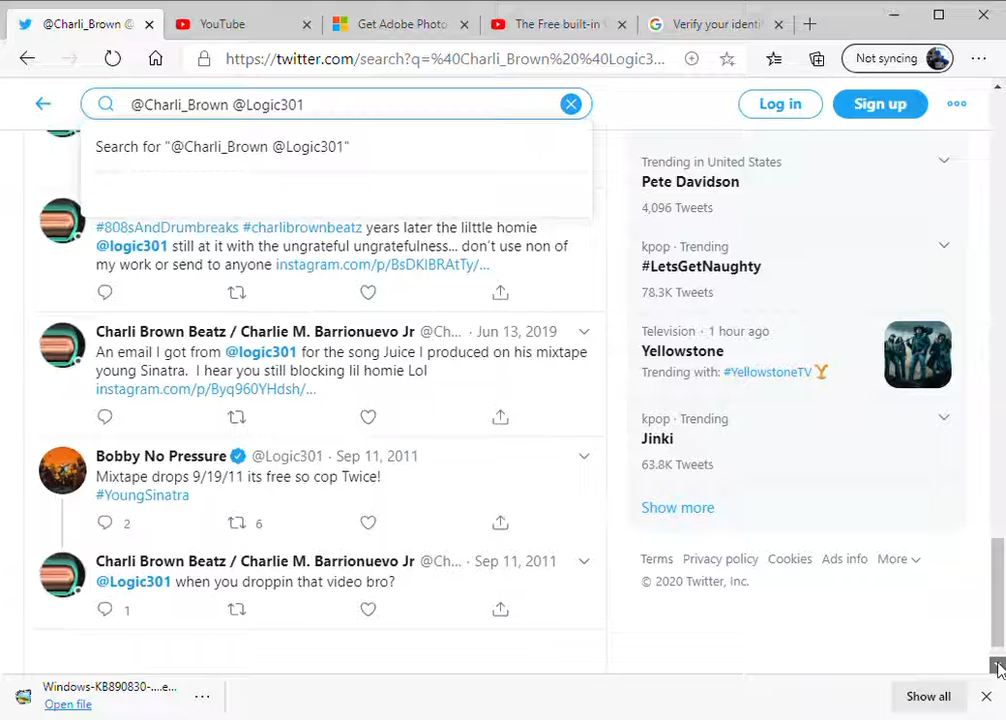 @Charli_Brown @
YouTube
Get Adobe Photo
The Free built-in
Verify your identi
https://twitter.com/search?q=%40Charli_Brown%20%40Logic3...
Not syncing
@Charli_Brown @Logic301
Log in
Sign up
Search for "@Charli_Brown @Logic301"
#808sAndDrumbreaks #charlibrownbeatz years later the lilttle homie
@logic301 still at it with the ungrateful ungratefulness... don't use non of
my work or send to anyone instagram.com/p/BsDKIBRAtTy/...
Charli Brown Beatz / Charlie M. Barrionuevo Jr @Ch... · Jun 13, 2019
An email I got from @logic301 for the song Juice I produced on his mixtape
young Sinatra. I hear you still blocking lil homie Lol
instagram.com/p/Byq960YHdsh/...
Bobby No Pressure @Logic301 · Sep 11, 2011
Mixtape drops 9/19/11 its free so cop Twice!
#YoungSinatra
2 6
Charli Brown Beatz / Charlie M. Barrionuevo Jr @Ch... · Sep 11, 2011
@Logic301 when you droppin that video bro?
1
Trending in United States
Pete Davidson
4,096 Tweets
kpop · Trending
#LetsGetNaughty
78.3K Tweets
Television · 1 hour ago
Yellowstone
Trending with: #YellowstoneTV
kpop · Trending
Jinki
63.8K Tweets
Show more
Terms Privacy policy Cookies Ads info More
© 2020 Twitter, Inc.
Windows-KB890830-....e...
Open file
Show all